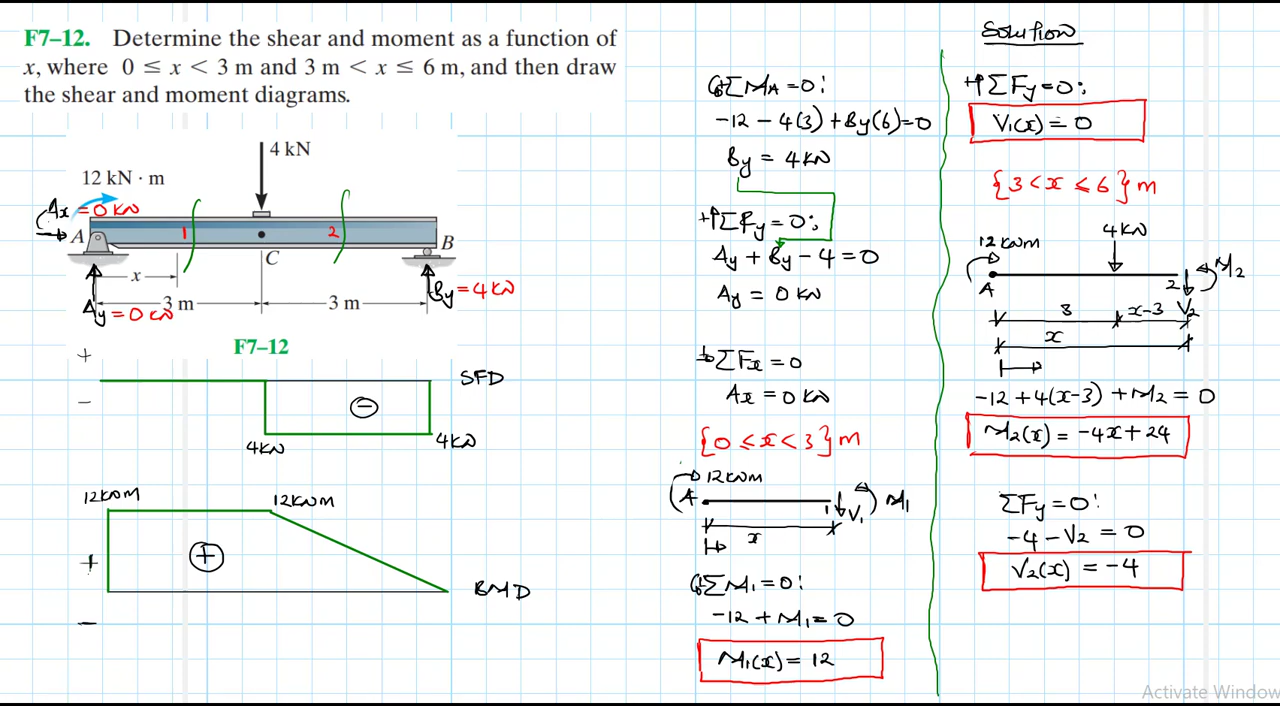 F7–12. Determine the shear and moment as a function of
x, where 0 ≤ x < 3 m and 3 m < x ≤ 6 m, and then draw
the shear and moment diagrams.
4 kN
12 kN · m
Ax = 0 kN
A
1
2
B
C
x
3 m
3 m
Ay = 0 kN
By = 4 kN
F7–12
+
SFD
−
−
4KN
4KN
12KNM
12KNM
+
+
BMD
−
ΣMA = 0:
-12 - 4(3) + By(6) = 0
By = 4 KN
+↑ΣFy = 0:
Ay + By - 4 = 0
Ay = 0 KN
ΣFx = 0
Ax = 0 KN
{0 ≤ x < 3} m
12 KNM
A
1
V1
M1
x
ΣM1 = 0:
-12 + M1 = 0
M1(x) = 12
Solution
+↑ΣFy = 0:
V1(x) = 0
{3 < x ≤ 6} m
4KN
12KNM
M2
A
2
V2
3
x-3
x
-12 + 4(x-3) + M2 = 0
M2(x) = -4x + 24
ΣFy = 0:
-4 - V2 = 0
V2(x) = -4
Activate Window